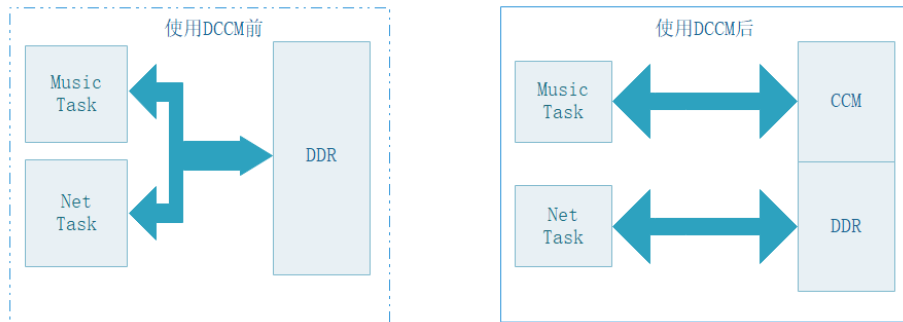 使用DCCM前
Music
Task
Net
Task
DDR
使用DCCM后
Music
Task
Net
Task
CCM
DDR